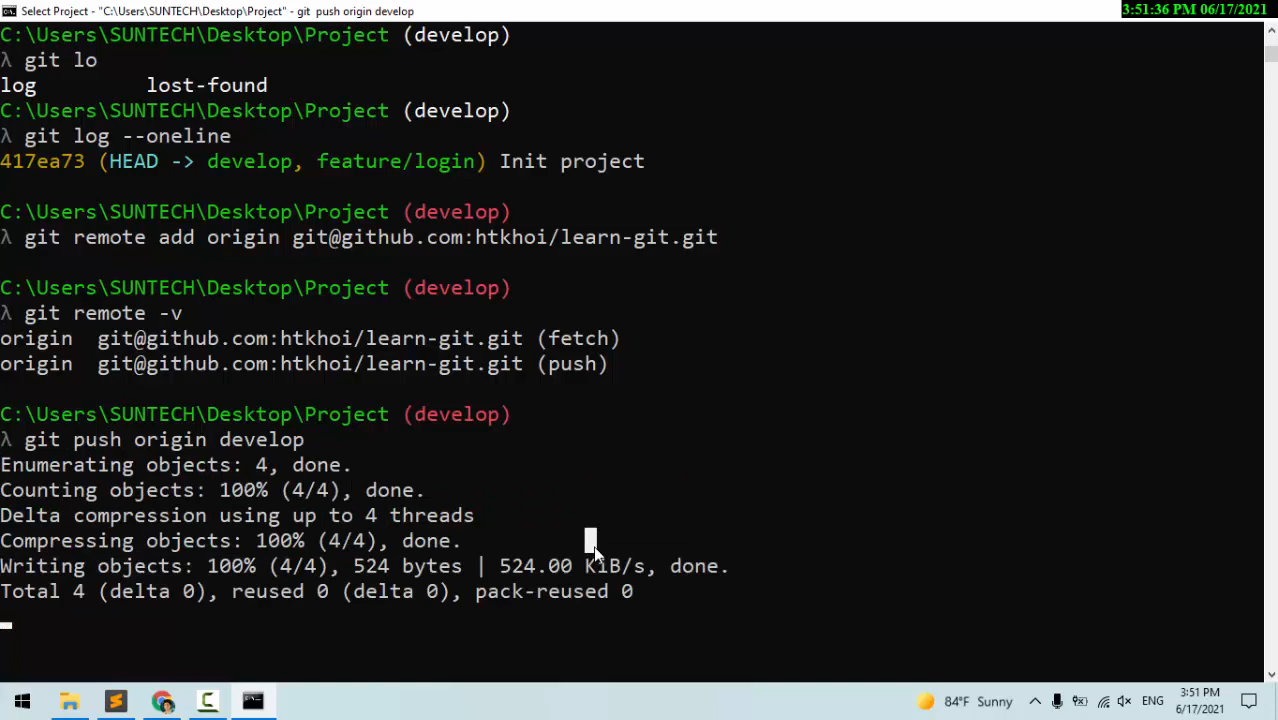 Select Project - "C:\Users\SUNTECH\Desktop\Project" - git  push origin develop
3:51:36 PM 06/17/2021
C:\Users\SUNTECH\Desktop\Project (develop)
λ git lo
log         lost-found
C:\Users\SUNTECH\Desktop\Project (develop)
λ git log --oneline
417ea73 (HEAD -> develop, feature/login) Init project
C:\Users\SUNTECH\Desktop\Project (develop)
λ git remote add origin git@github.com:htkhoi/learn-git.git
C:\Users\SUNTECH\Desktop\Project (develop)
λ git remote -v
origin  git@github.com:htkhoi/learn-git.git (fetch)
origin  git@github.com:htkhoi/learn-git.git (push)
C:\Users\SUNTECH\Desktop\Project (develop)
λ git push origin develop
Enumerating objects: 4, done.
Counting objects: 100% (4/4), done.
Delta compression using up to 4 threads
Compressing objects: 100% (4/4), done.
Writing objects: 100% (4/4), 524 bytes | 524.00 KiB/s, done.
Total 4 (delta 0), reused 0 (delta 0), pack-reused 0
84°F Sunny
ENG
3:51 PM
6/17/2021